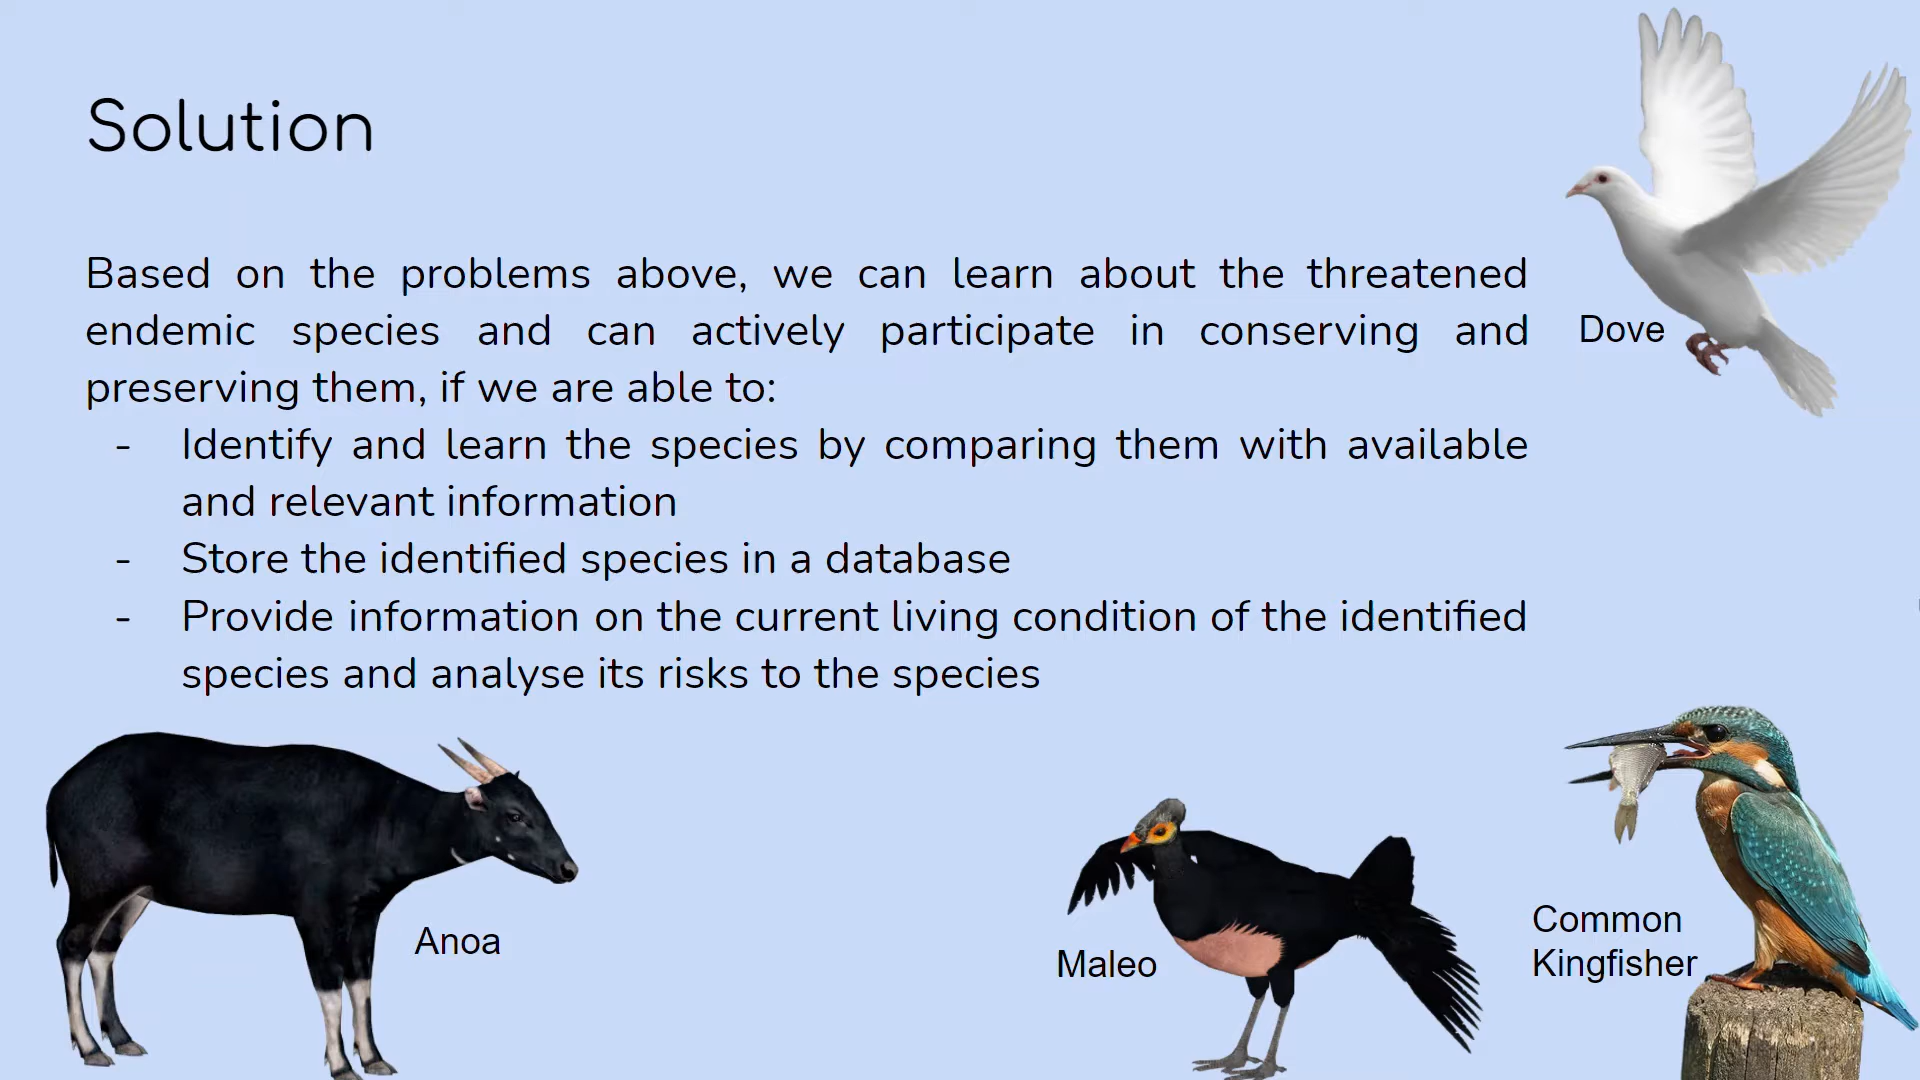 Solution
Based on the problems above, we can learn about the threatened
endemic species and can actively participate in conserving and
preserving them, if we are able to:
- Identify and learn the species by comparing them with available
and relevant information
- Store the identified species in a database
- Provide information on the current living condition of the identified
species and analyse its risks to the species
Dove
Anoa
Maleo
Common
Kingfisher